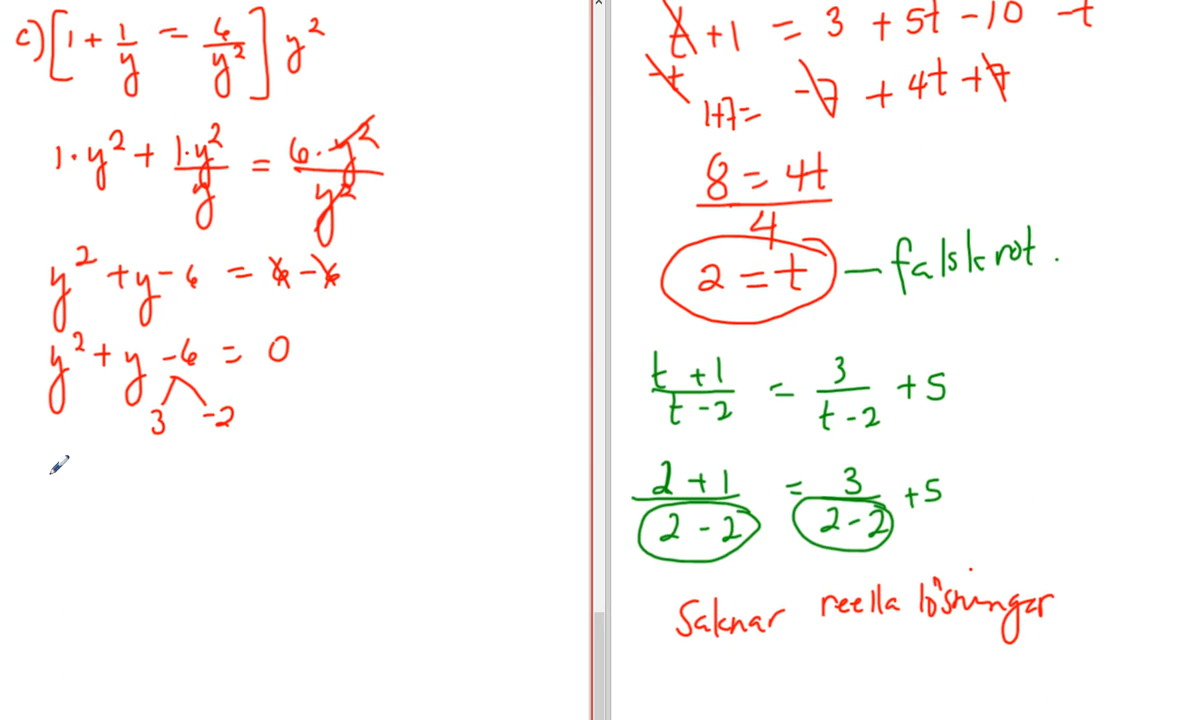 c) [1 + 1/y = 6/y²] y²
1·y² + 1·y²/y = 6·y²/y²
y² + y - 6 = 6 - 6
y² + y - 6 = 0
3 -2
t + 1 = 3 + 5t - 10 - t
-t
1+7= -7 + 4t + 7
8 = 4t
4
2 = t — falsk rot.
t + 1 / t - 2 = 3 / t - 2 + 5
2 + 1 / 2 - 2 = 3 / 2 - 2 + 5
Saknar reella lösningar